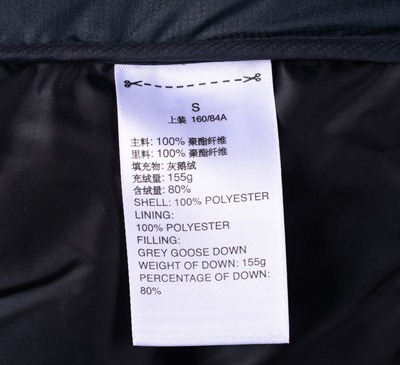 S
上装 160/84A
主料: 100% 聚酯纤维
里料: 100% 聚酯纤维
填充物: 灰鹅绒
充绒量: 155g
含绒量: 80%
SHELL: 100% POLYESTER
LINING:
100% POLYESTER
FILLING:
GREY GOOSE DOWN
WEIGHT OF DOWN: 155g
PERCENTAGE OF DOWN:
80%